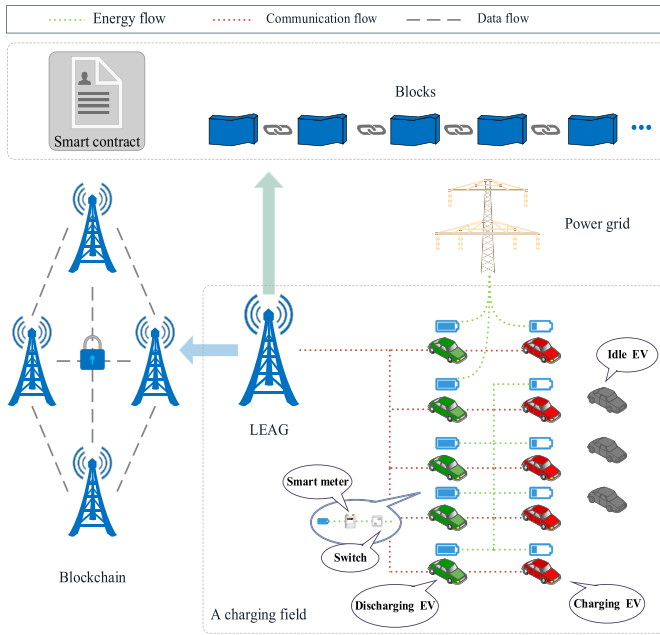 Energy flow
Communication flow
Data flow
Smart contract
Blocks
Power grid
Idle EV
LEAG
Smart meter
Switch
Blockchain
Discharging EV
Charging EV
A charging field